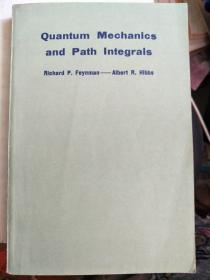 Quantum Mechanics
and Path Integrals
Richard P. Feynman——Albert R. Hibbs